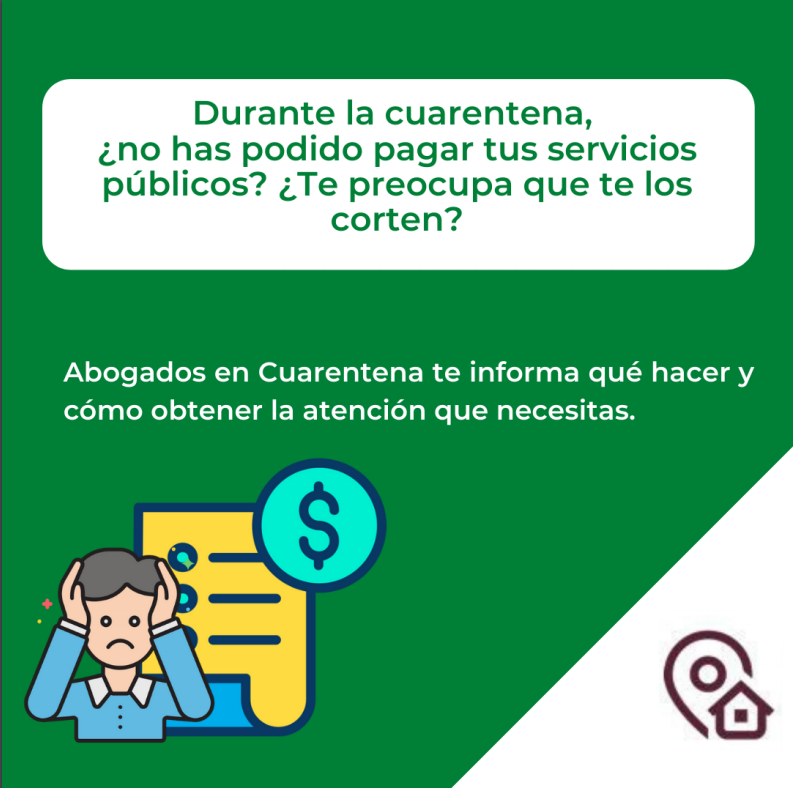 Durante la cuarentena,
¿no has podido pagar tus servicios
públicos? ¿Te preocupa que te los
corten?
Abogados en Cuarentena te informa qué hacer y
cómo obtener la atención que necesitas.
$